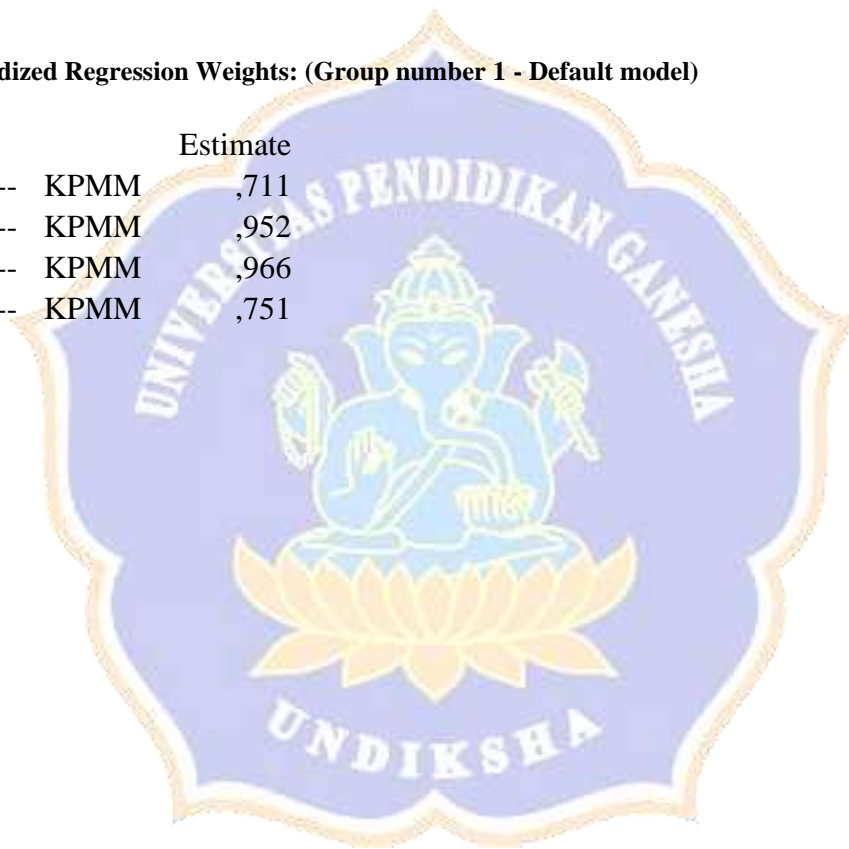 dized Regression Weights: (Group number 1 - Default model)
Estimate
-- KPMM ,711
-- KPMM ,952
-- KPMM ,966
-- KPMM ,751
UNIVERSITAS PENDIDIKAN GANESHA
UNDIKSHA